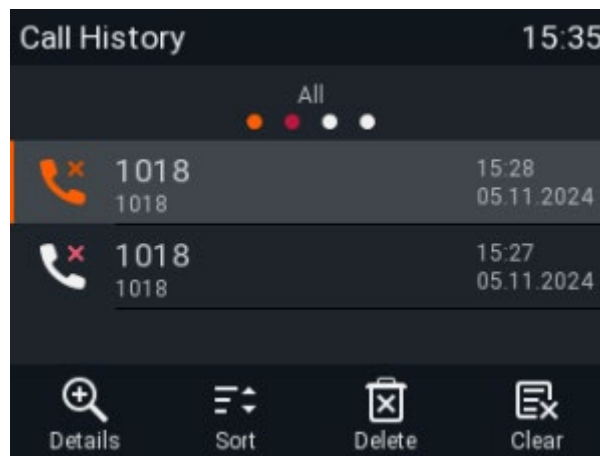 Call History 15:35
All
1018 15:28
1018 05.11.2024
1018 15:27
1018 05.11.2024
Details Sort Delete Clear